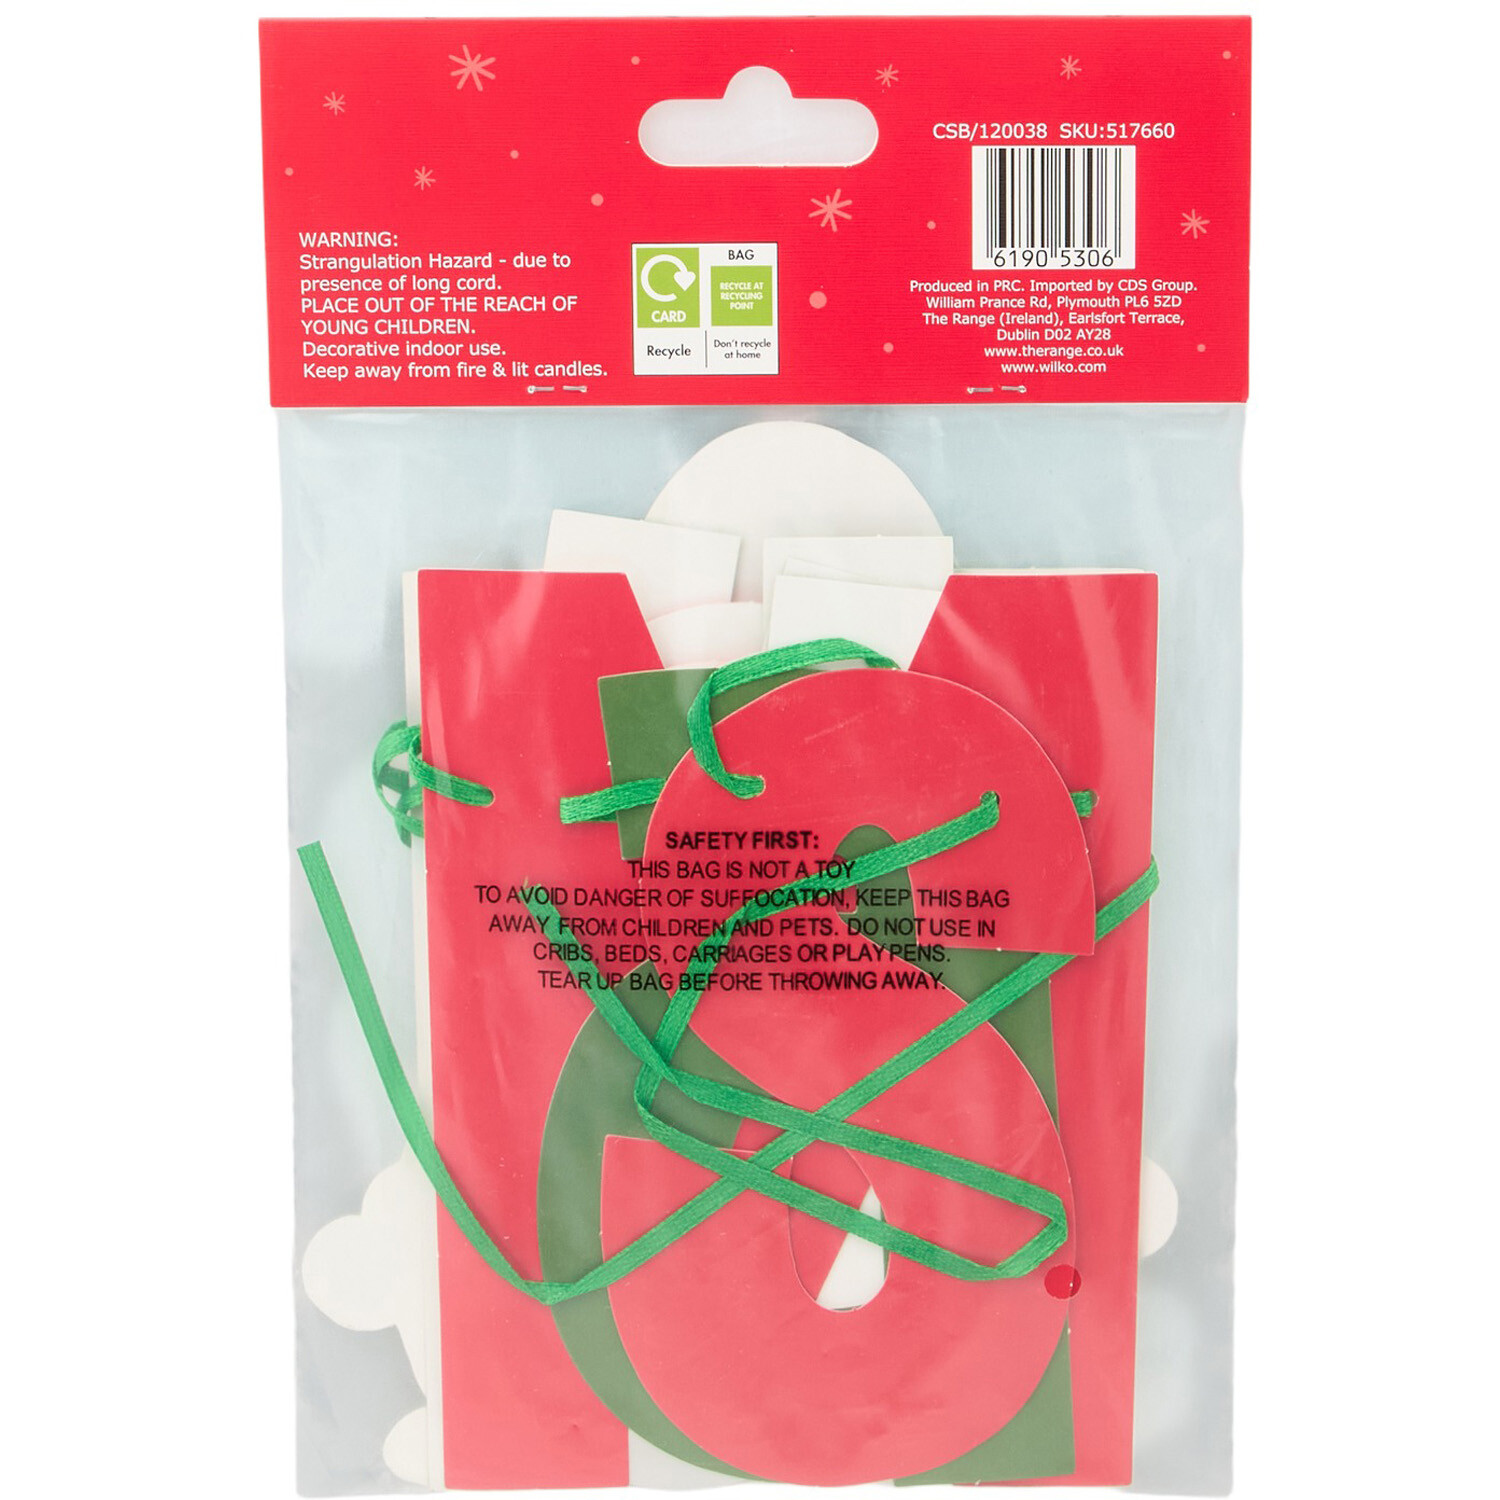 CSB/120038 SKU:517660
6190 5306
Produced in PRC. Imported by CDS Group.
William Prance Rd, Plymouth PL6 5ZD
The Range (Ireland), Earlsfort Terrace,
Dublin D02 AY28
www.therange.co.uk
www.wilko.com
WARNING:
Strangulation Hazard - due to
presence of long cord.
PLACE OUT OF THE REACH OF
YOUNG CHILDREN.
Decorative indoor use.
Keep away from fire & lit candles.
CARD
Recycle
BAG
RECYCLE AT
RECYCLING
POINT
Don't recycle
at home
SAFETY FIRST:
THIS BAG IS NOT A TOY
TO AVOID DANGER OF SUFFOCATION, KEEP THIS BAG
AWAY FROM CHILDREN AND PETS. DO NOT USE IN
CRIBS, BEDS, CARRIAGES OR PLAY PENS.
TEAR UP BAG BEFORE THROWING AWAY.